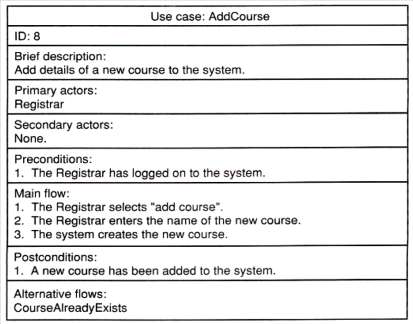 Use case: AddCourse
ID: 8
Brief description:
Add details of a new course to the system.
Primary actors:
Registrar
Secondary actors:
None.
Preconditions:
1. The Registrar has logged on to the system.
Main flow:
1. The Registrar selects "add course".
2. The Registrar enters the name of the new course.
3. The system creates the new course.
Postconditions:
1. A new course has been added to the system.
Alternative flows:
CourseAlreadyExists